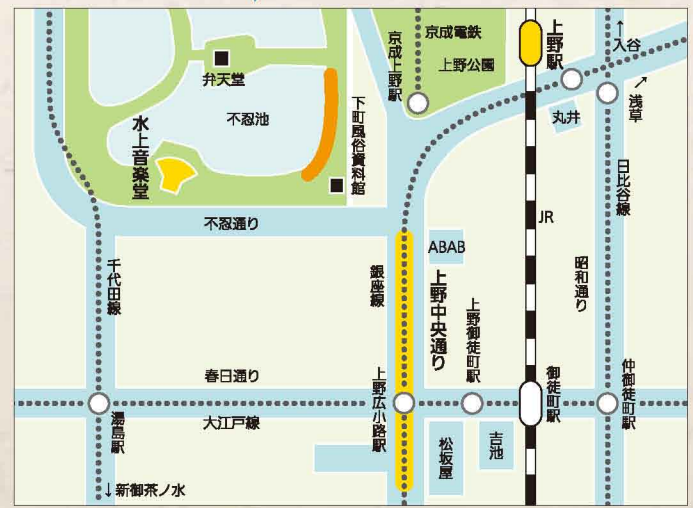 京成上野駅
京成電鉄
上野公園
上野駅
↑
入谷
↗
浅草
弁天堂
丸井
水上音楽堂
不忍池
下町風俗資料館
日比谷線
JR
不忍通り
ABAB
千代田線
銀座線
上野中央通り
上野御徒町駅
昭和通り
春日通り
上野広小路駅
御徒町駅
仲御徒町駅
湯島駅
大江戸線
松坂屋
吉池
↓新御茶ノ水